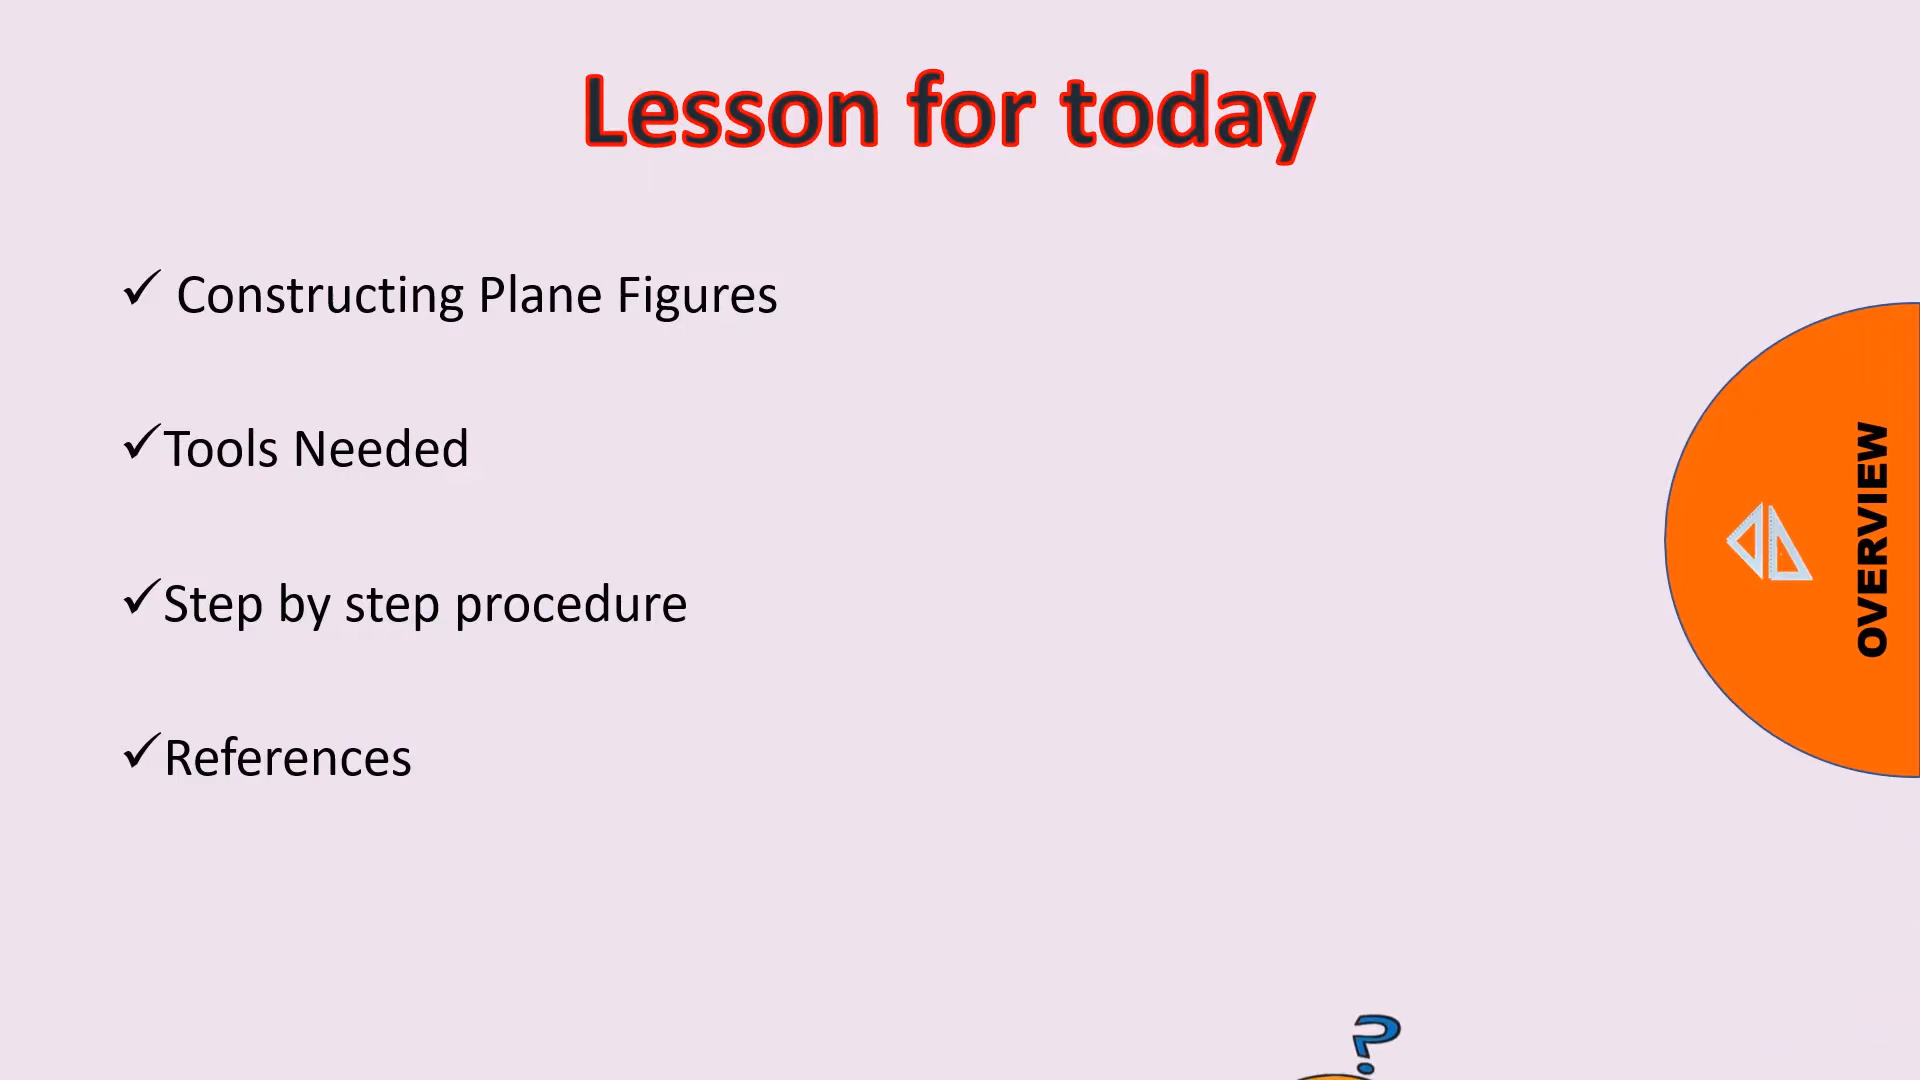 Lesson for today
✓ Constructing Plane Figures
✓Tools Needed
✓Step by step procedure
✓References
OVERVIEW
?